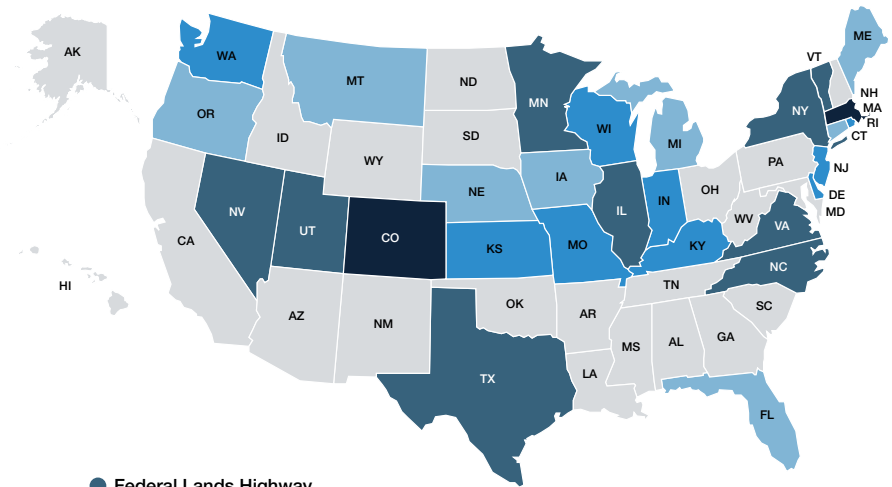 AK
WA
MT
ND
MN
VT
ME
NH
MA
RI
CT
OR
ID
SD
WI
NY
WY
MI
IA
PA
NJ
NE
OH
DE
MD
NV
UT
CO
IL
IN
WV
VA
CA
KS
MO
KY
NC
HI
AZ
NM
OK
TN
AR
SC
MS
AL
GA
TX
LA
FL
Federal Lands Highway